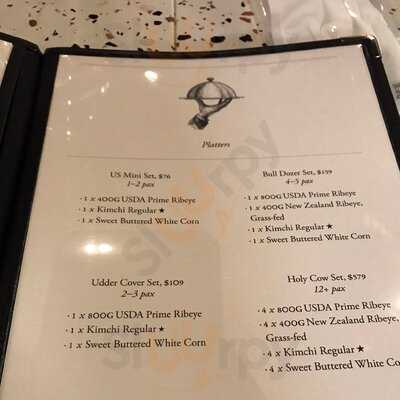 Platters
US Mini Set, $76
1–2 pax
· 1 x 400G USDA Prime Ribeye
· 1 x Kimchi Regular ★
· 1 x Sweet Buttered White Corn
Bull Dozer Set, $159
4–5 pax
· 1 x 800G USDA Prime Ribeye
· 1 x 400G New Zealand Ribeye,
Grass-fed
· 1 x Kimchi Regular ★
· 1 x Sweet Buttered White Corn
Udder Cover Set, $109
2–3 pax
· 1 x 800G USDA Prime Ribeye
· 1 x Kimchi Regular ★
· 1 x Sweet Buttered White Corn
Holy Cow Set, $579
12+ pax
· 4 x 800G USDA Prime Ribeye
· 4 x 400G New Zealand Ribeye,
Grass-fed
· 4 x Kimchi Regular ★
· 4 x Sweet Buttered White Co